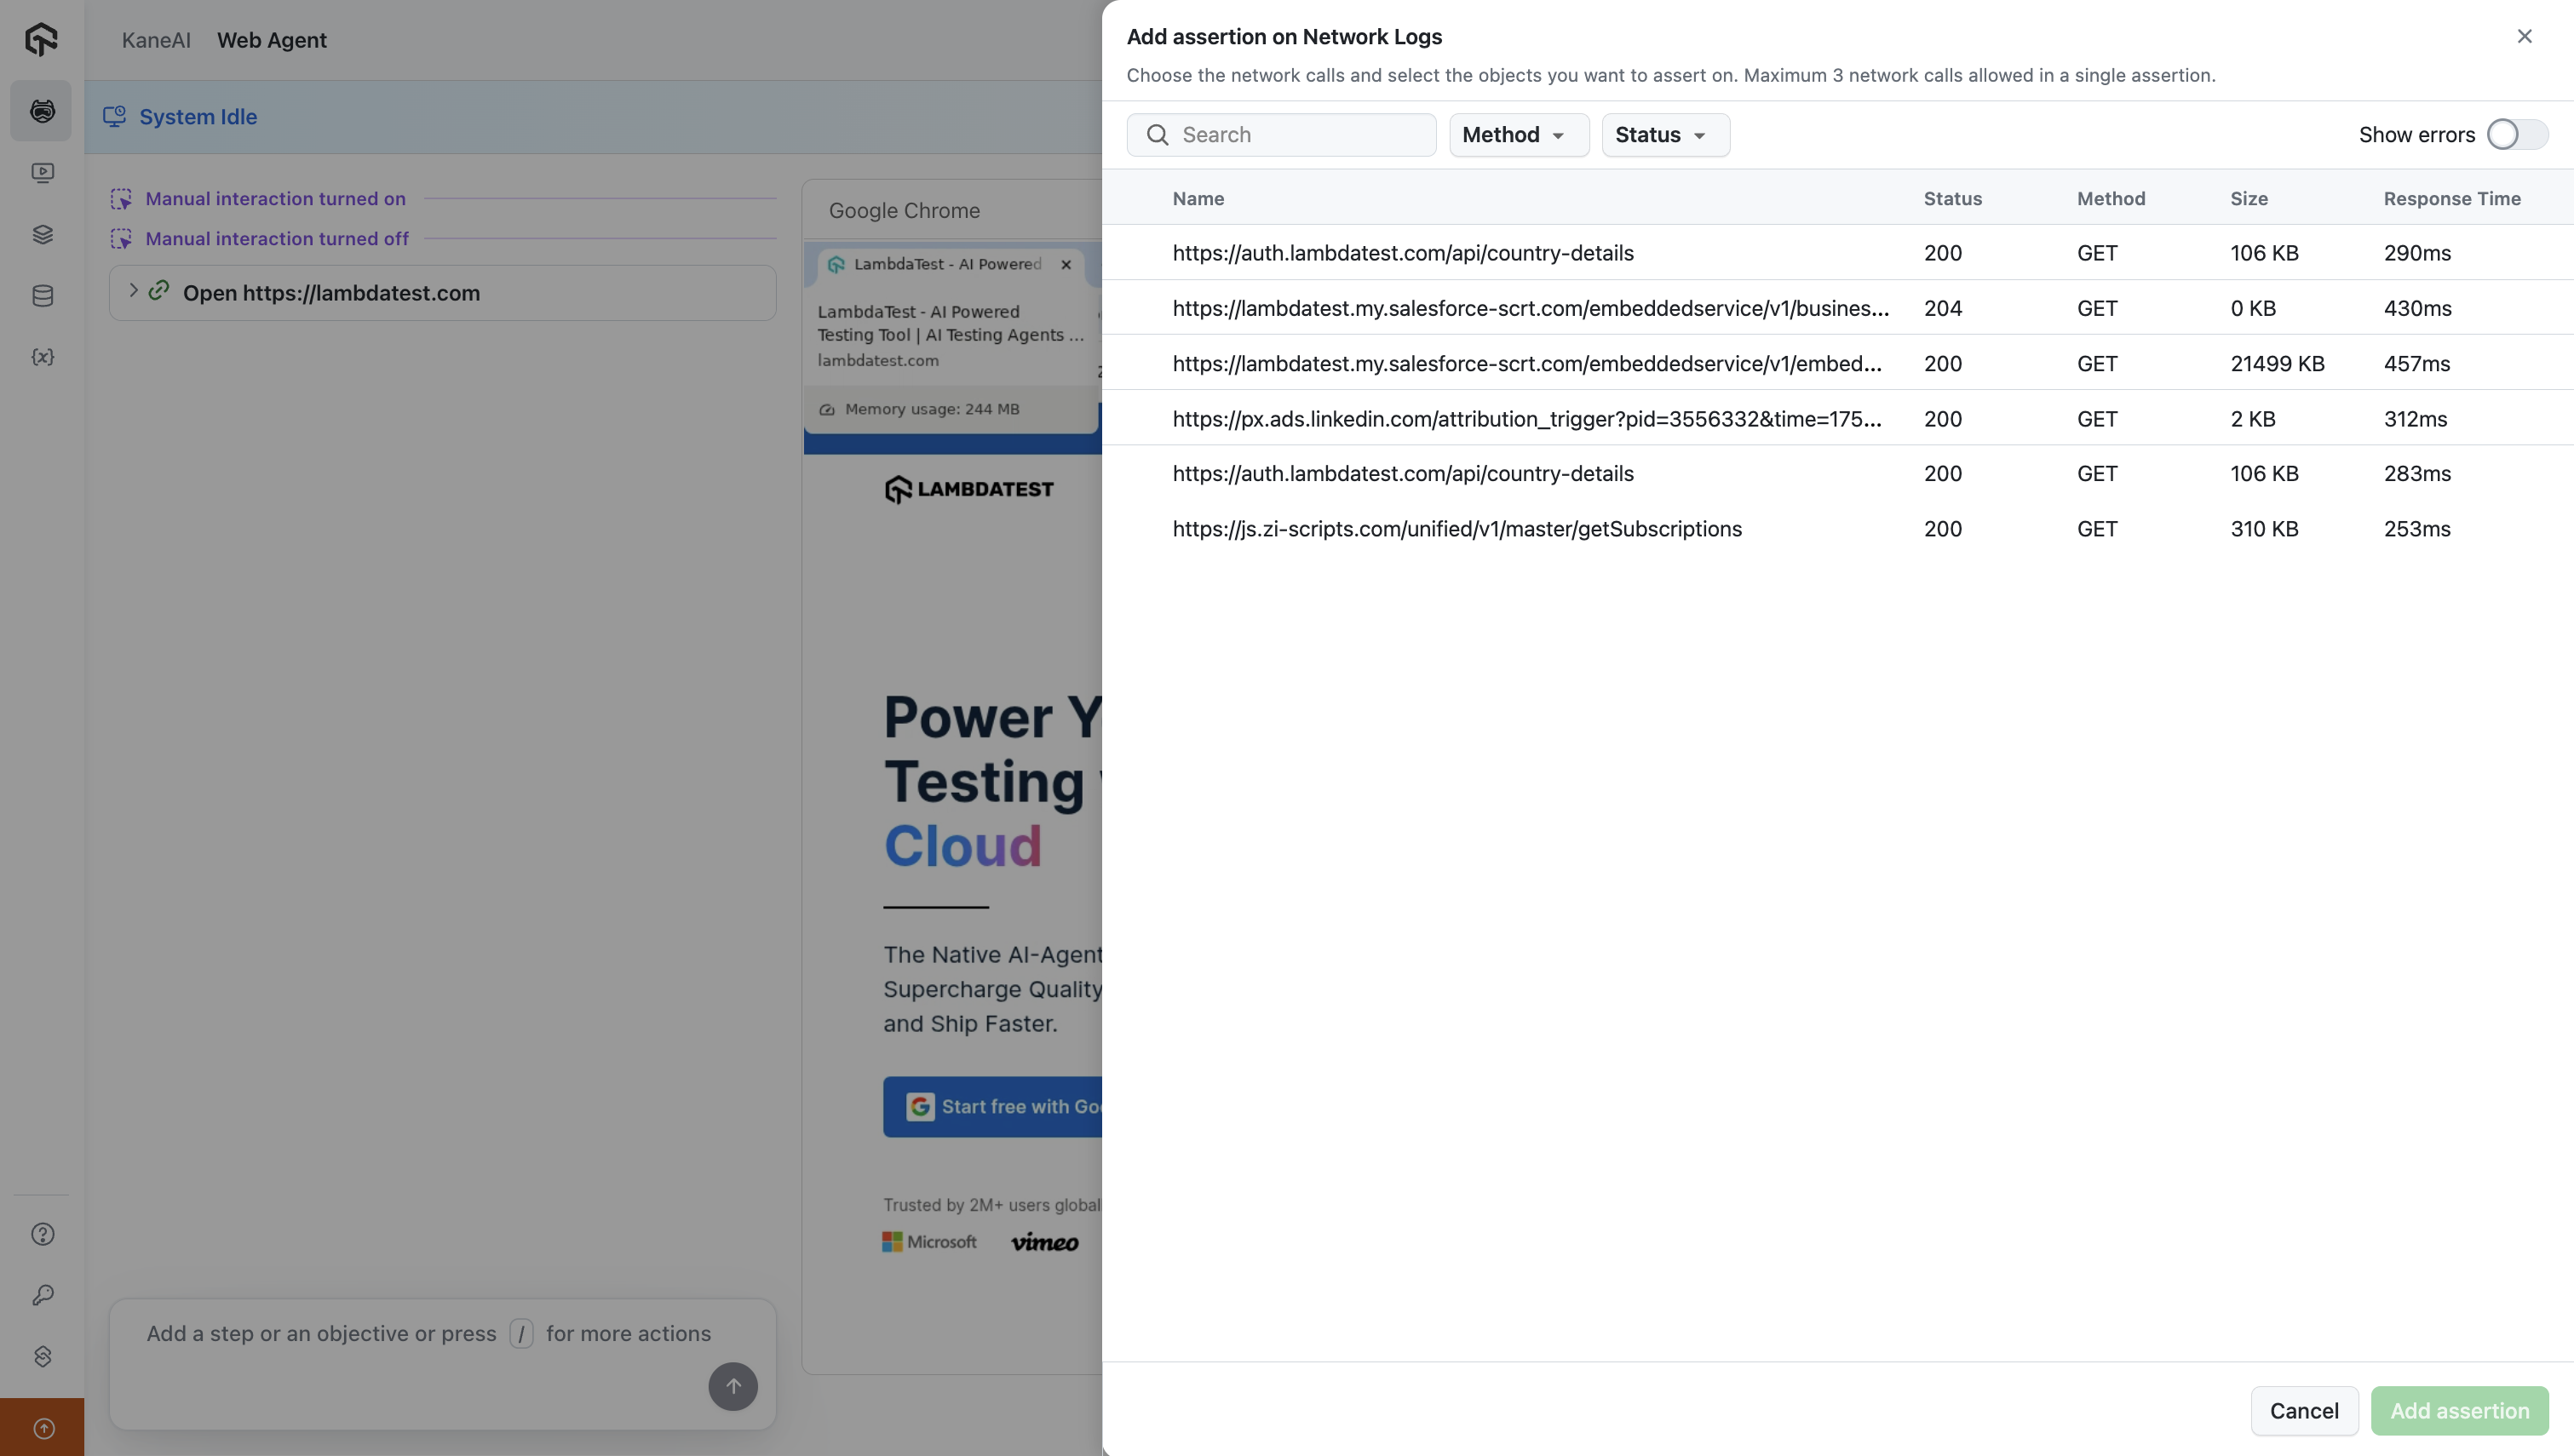 KaneAI Web Agent
System Idle
Manual interaction turned on
Manual interaction turned off
Open https://lambdatest.com
Google Chrome
LambdaTest - AI Powered
LambdaTest - AI Powered
Testing Tool | AI Testing Agents ...
lambdatest.com
Memory usage: 244 MB
LAMBDATEST
Power Y
Testing
Cloud
The Native AI-Agent
Supercharge Quality
and Ship Faster.
Start free with Goo
Trusted by 2M+ users global
Microsoft vimeo
Add a step or an objective or press / for more actions
Add assertion on Network Logs
Choose the network calls and select the objects you want to assert on. Maximum 3 network calls allowed in a single assertion.
Search Method Status Show errors
Name Status Method Size Response Time
https://auth.lambdatest.com/api/country-details 200 GET 106 KB 290ms
https://lambdatest.my.salesforce-scrt.com/embeddedservice/v1/busines... 204 GET 0 KB 430ms
https://lambdatest.my.salesforce-scrt.com/embeddedservice/v1/embed... 200 GET 21499 KB 457ms
https://px.ads.linkedin.com/attribution_trigger?pid=3556332&time=175... 200 GET 2 KB 312ms
https://auth.lambdatest.com/api/country-details 200 GET 106 KB 283ms
https://js.zi-scripts.com/unified/v1/master/getSubscriptions 200 GET 310 KB 253ms
Cancel Add assertion